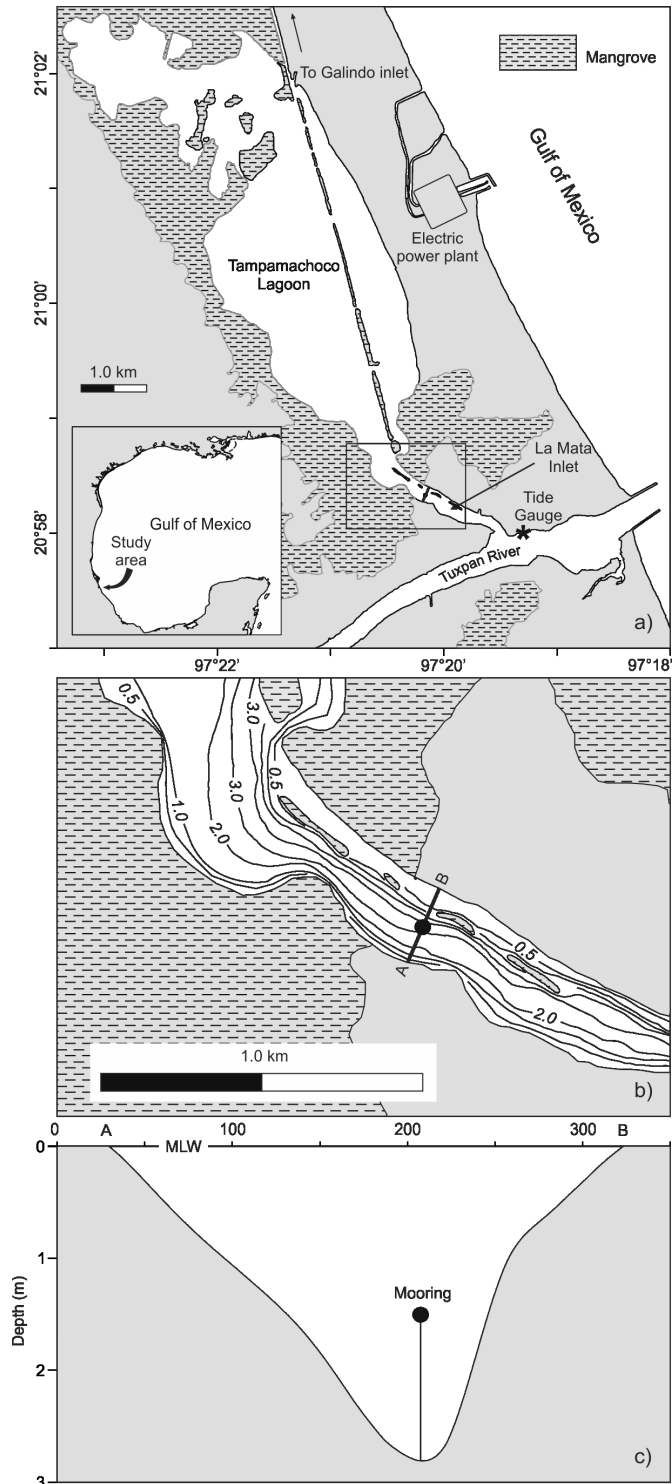 21°02'
To Galindo inlet
Mangrove
Gulf of Mexico
Electric
power plant
Tampamachoco
Lagoon
21°00'
1.0 km
La Mata
Inlet
Tide
Gauge
*
20°58'
Gulf of Mexico
Study
area
Tuxpan River
a)
97°22'
97°20'
97°18'
0.5
3.0
3.0
0.5
1.0
2.0
B
A
0.5
2.0
1.0 km
b)
0
A
MLW
100
200
300
B
0
1
Mooring
Depth (m)
2
c)
3